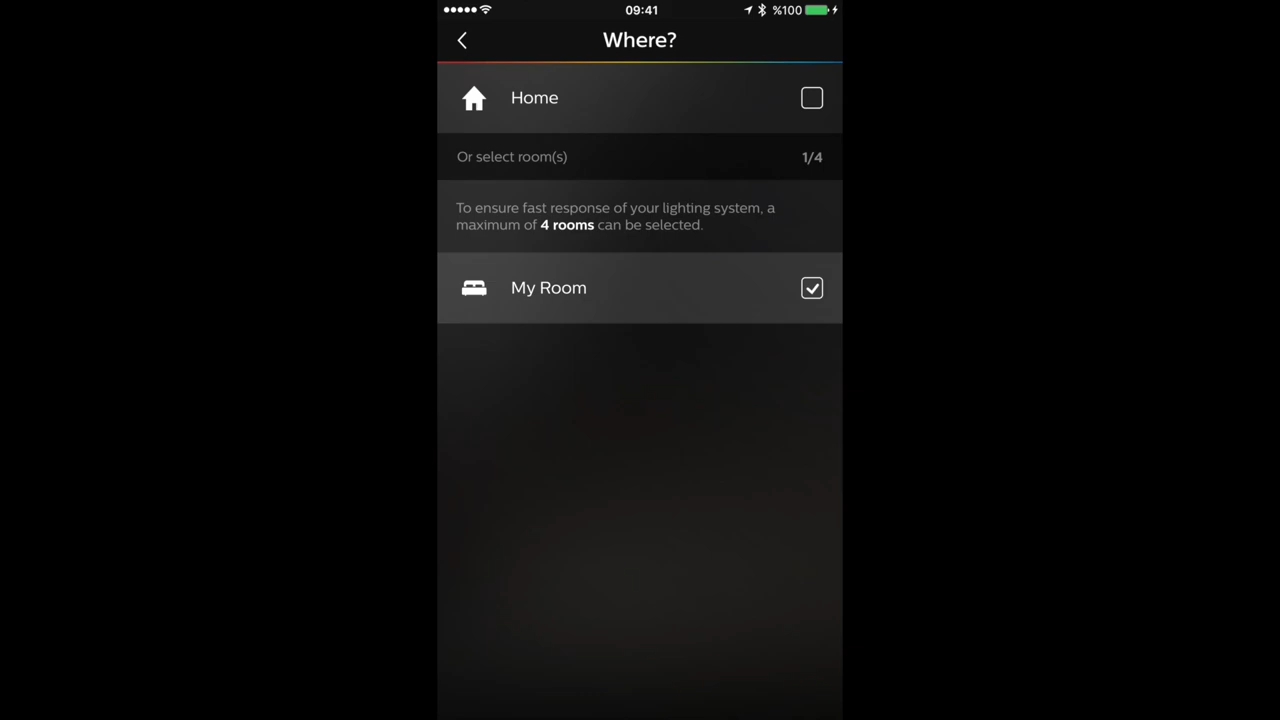 09:41
%100
Where?
Home
Or select room(s)
1/4
To ensure fast response of your lighting system, a
maximum of 4 rooms can be selected.
My Room